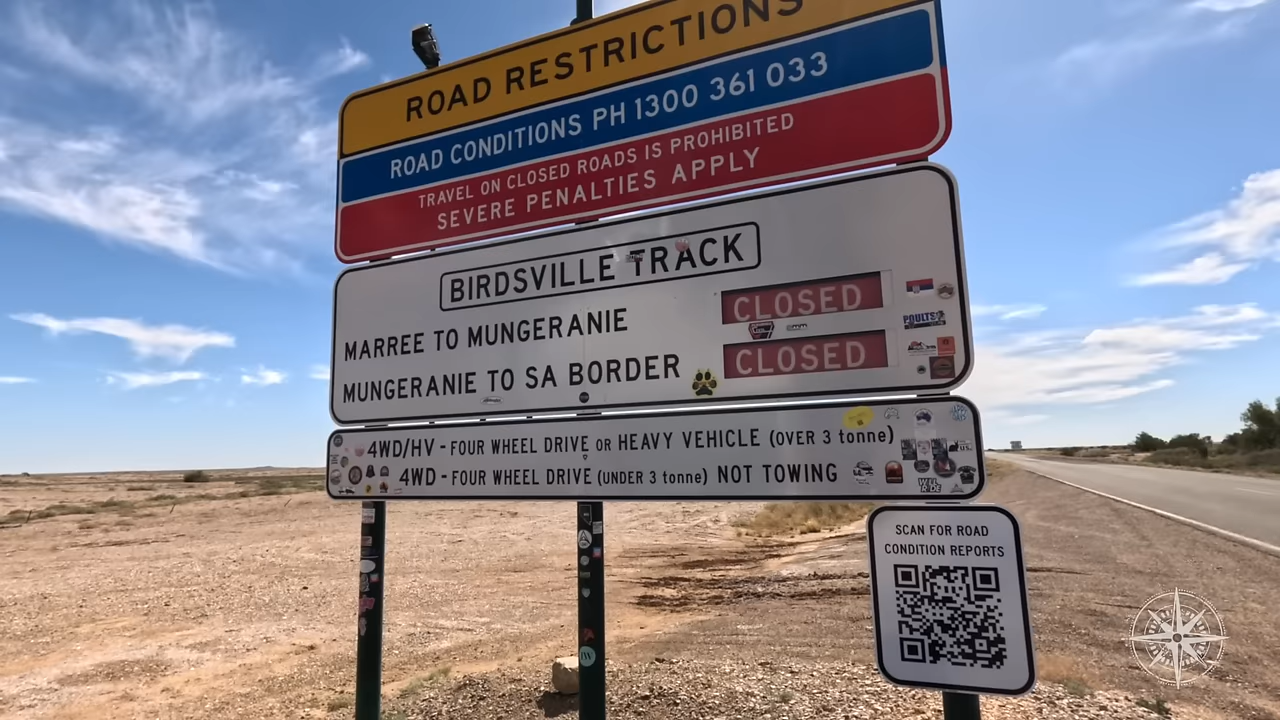 ROAD RESTRICTIONS
ROAD CONDITIONS PH 1300 361 033
TRAVEL ON CLOSED ROADS IS PROHIBITED
SEVERE PENALTIES APPLY
BIRDSVILLE TRACK
MARREE TO MUNGERANIE CLOSED
MUNGERANIE TO SA BORDER CLOSED
POULTS
4WD/HV - FOUR WHEEL DRIVE OR HEAVY VEHICLE (OVER 3 tonne)
4WD - FOUR WHEEL DRIVE (UNDER 3 tonne) NOT TOWING
SCAN FOR ROAD
CONDITION REPORTS